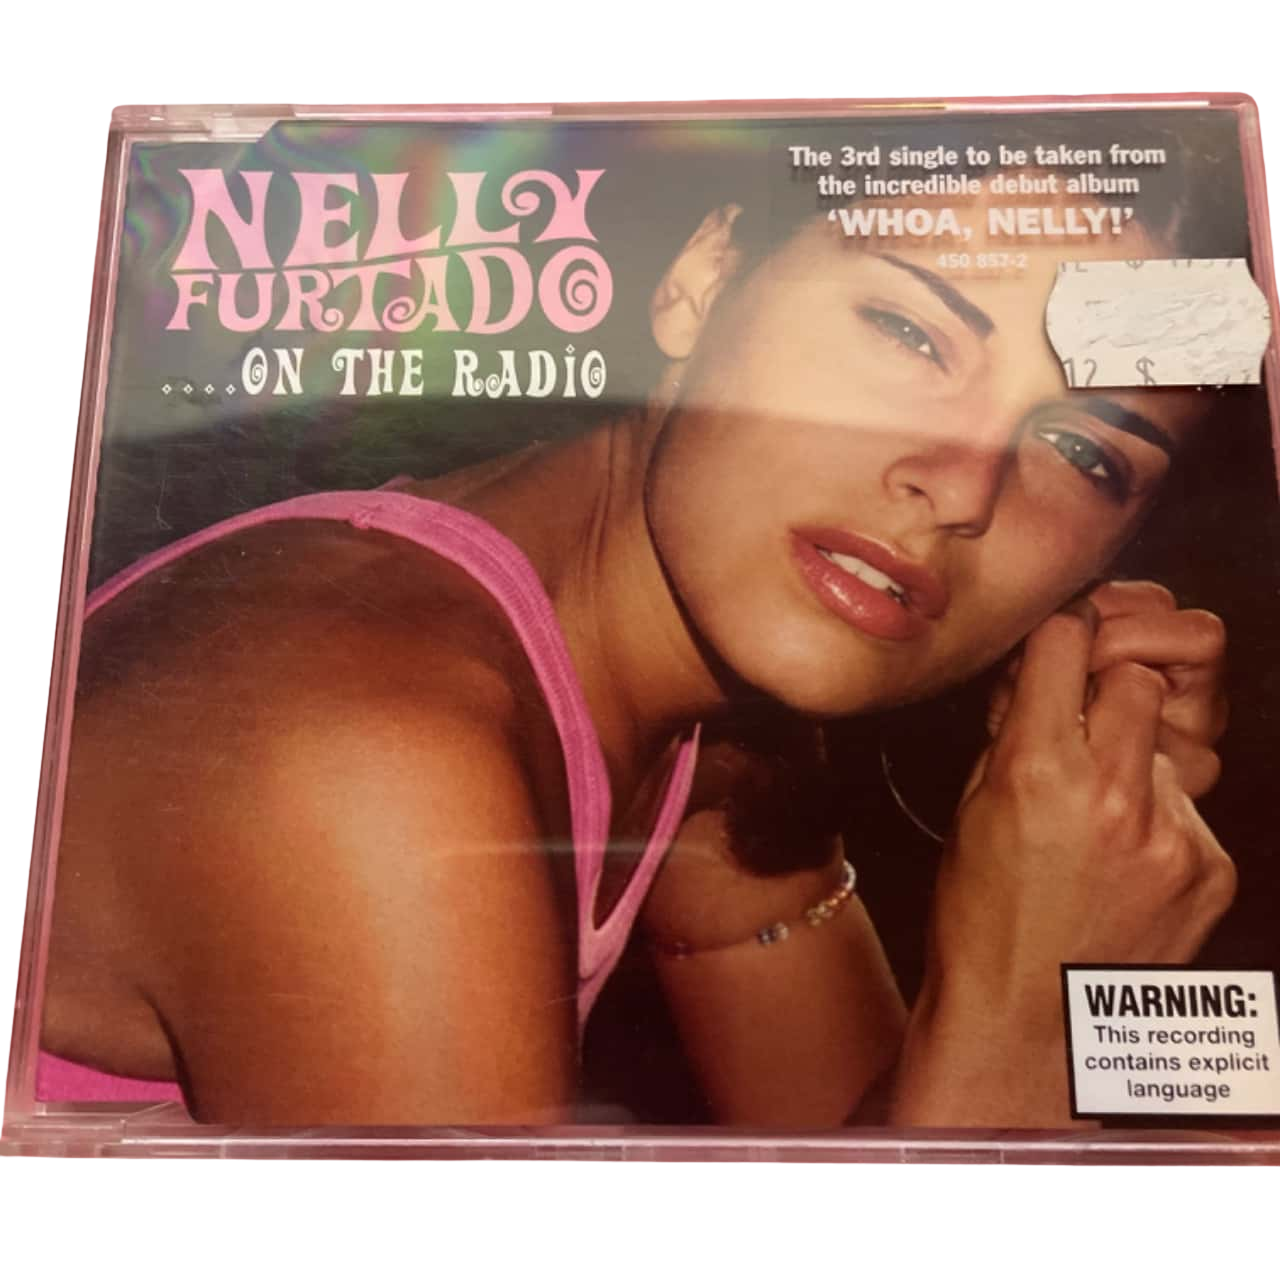 NELLY
FURTADO
....ON THE RADiO
The 3rd single to be taken from
the incredible debut album
‘WHOA, NELLY!’
450 857-2
12 $
WARNING:
This recording
contains explicit
language